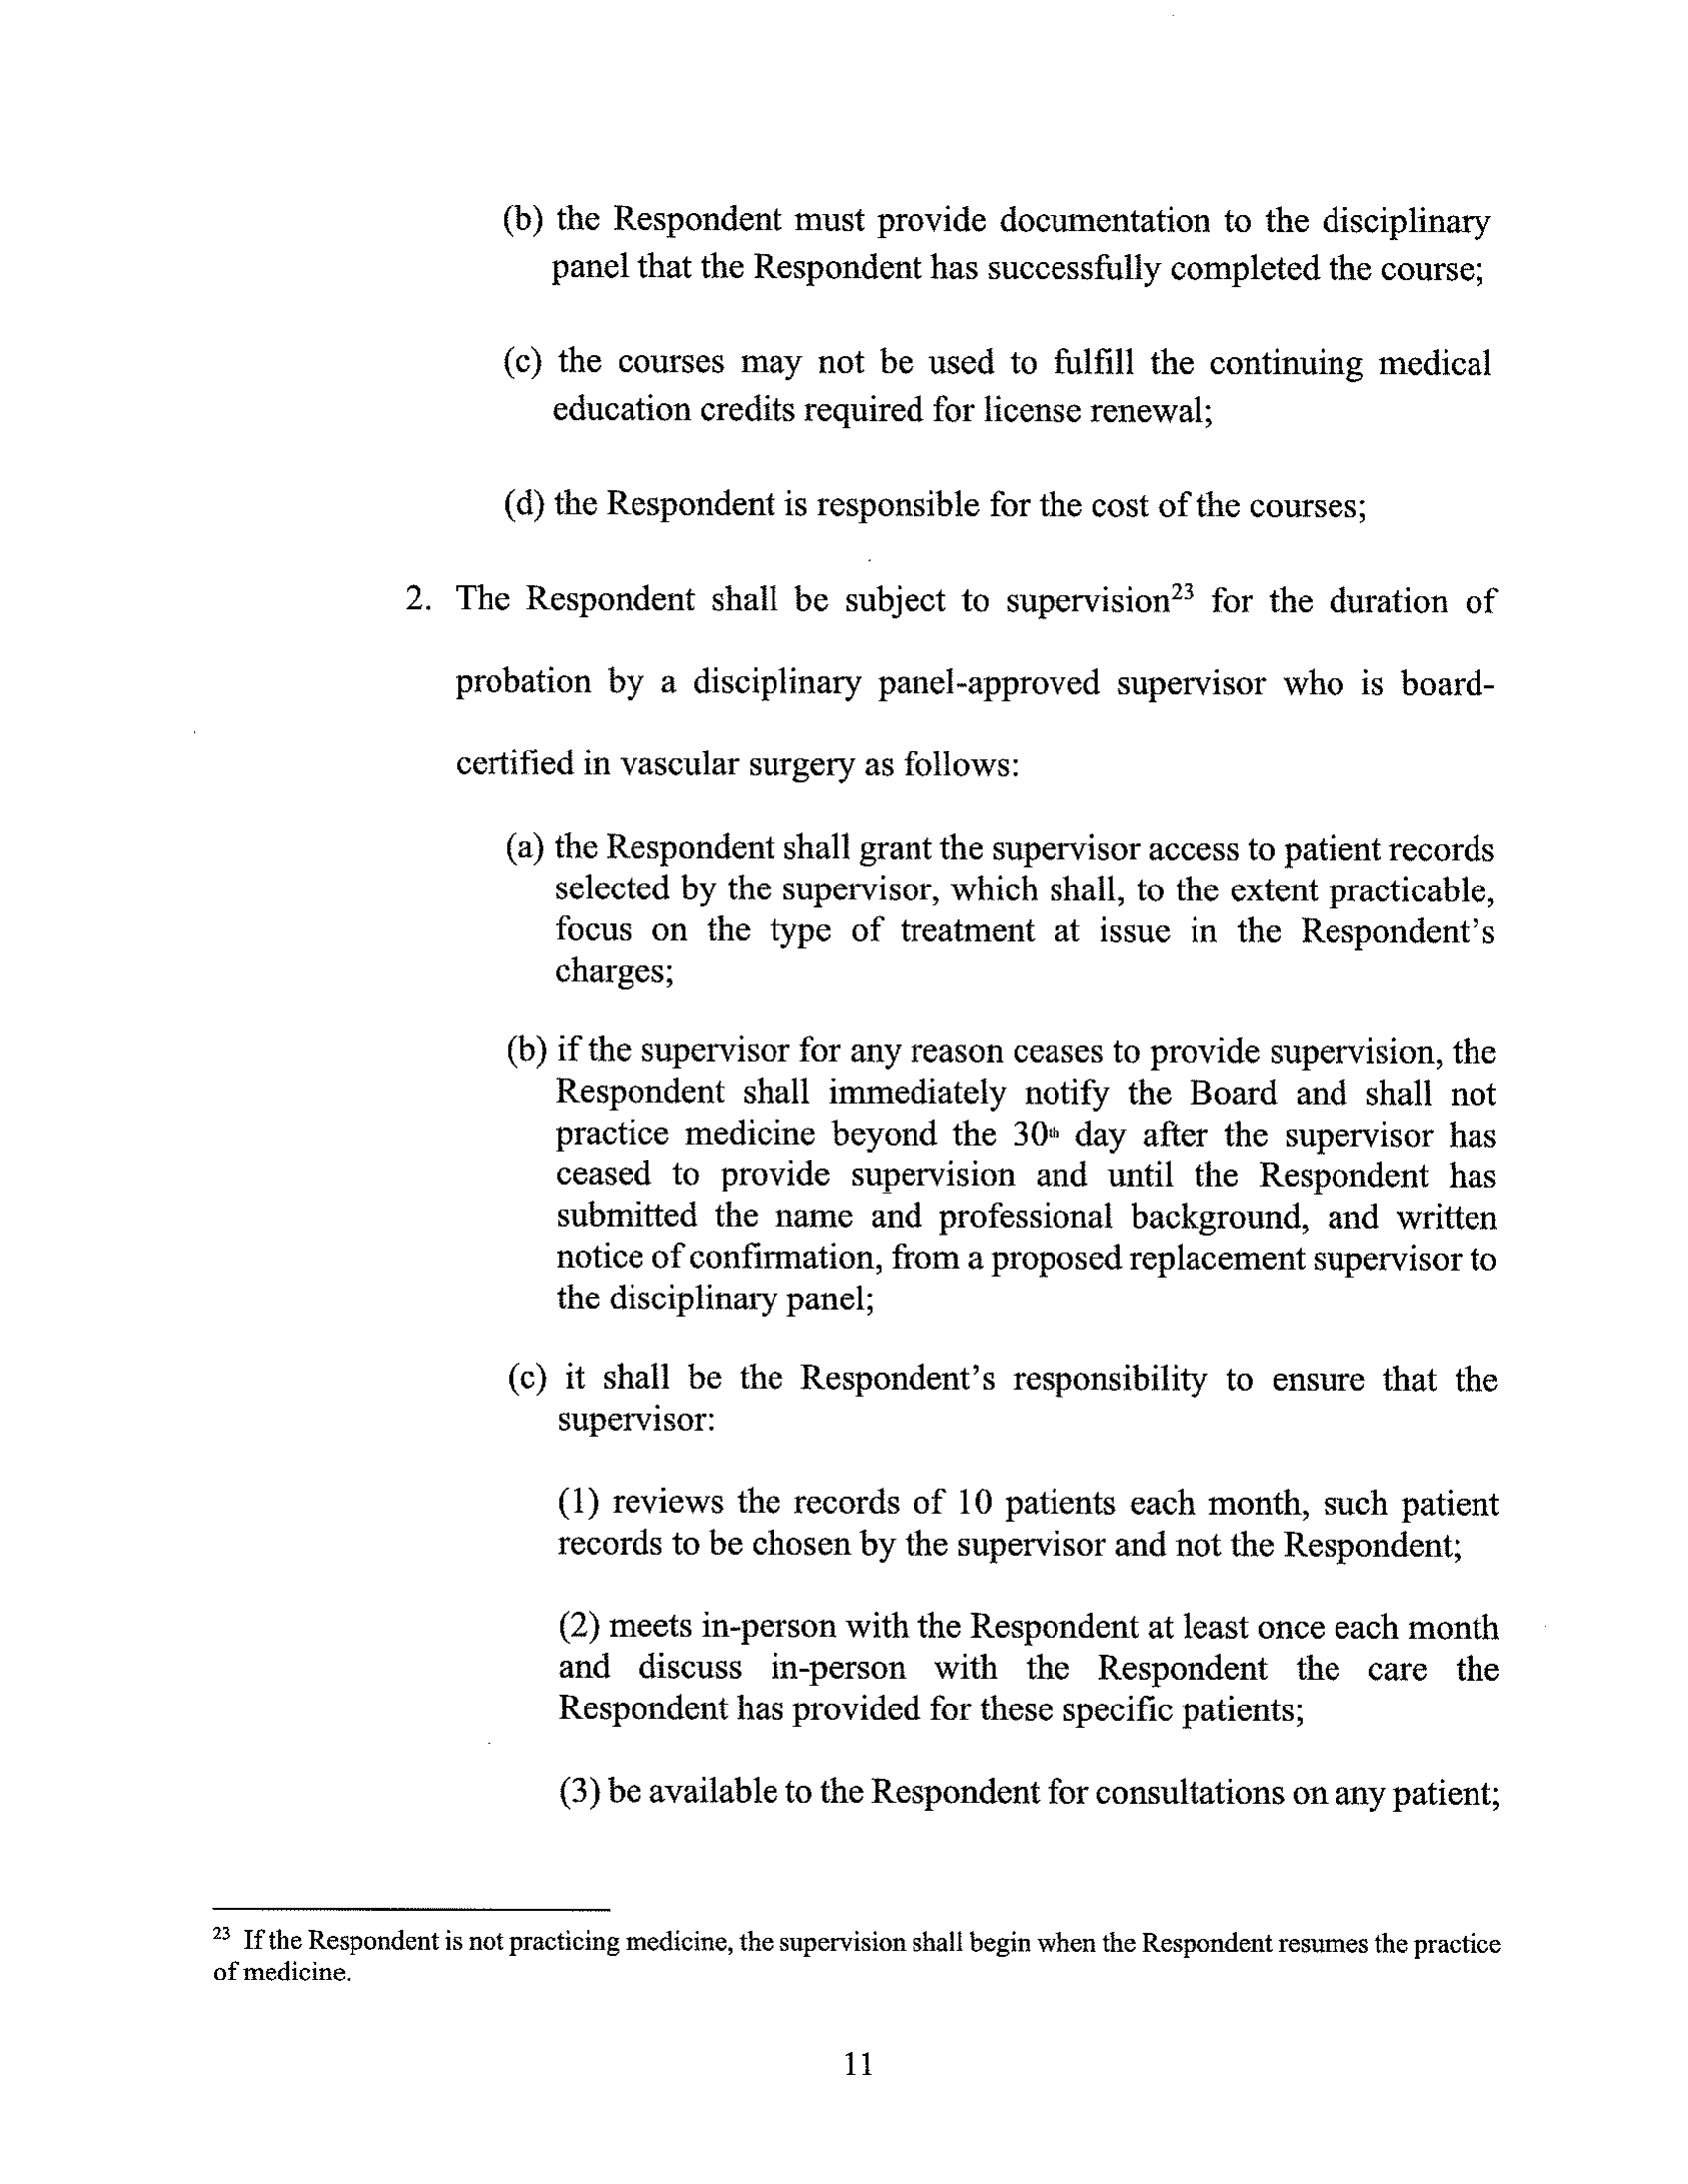 (b) the Respondent must provide documentation to the disciplinary
panel that the Respondent has successfully completed the course;
(c) the courses may not be used to fulfill the continuing medical
education credits required for license renewal;
(d) the Respondent is responsible for the cost of the courses;
2. The Respondent shall be subject to supervision23 for the duration of
probation by a disciplinary panel-approved supervisor who is board-
certified in vascular surgery as follows:
(a) the Respondent shall grant the supervisor access to patient records
selected by the supervisor, which shall, to the extent practicable,
focus on the type of treatment at issue in the Respondent's
charges;
(b) if the supervisor for any reason ceases to provide supervision, the
Respondent shall immediately notify the Board and shall not
practice medicine beyond the 30th day after the supervisor has
ceased to provide supervision and until the Respondent has
submitted the name and professional background, and written
notice of confirmation, from a proposed replacement supervisor to
the disciplinary panel;
(c) it shall be the Respondent's responsibility to ensure that the
supervisor:
(1) reviews the records of 10 patients each month, such patient
records to be chosen by the supervisor and not the Respondent;
(2) meets in-person with the Respondent at least once each month
and discuss in-person with the Respondent the care the
Respondent has provided for these specific patients;
(3) be available to the Respondent for consultations on any patient;
23 If the Respondent is not practicing medicine, the supervision shall begin when the Respondent resumes the practice
of medicine.
11